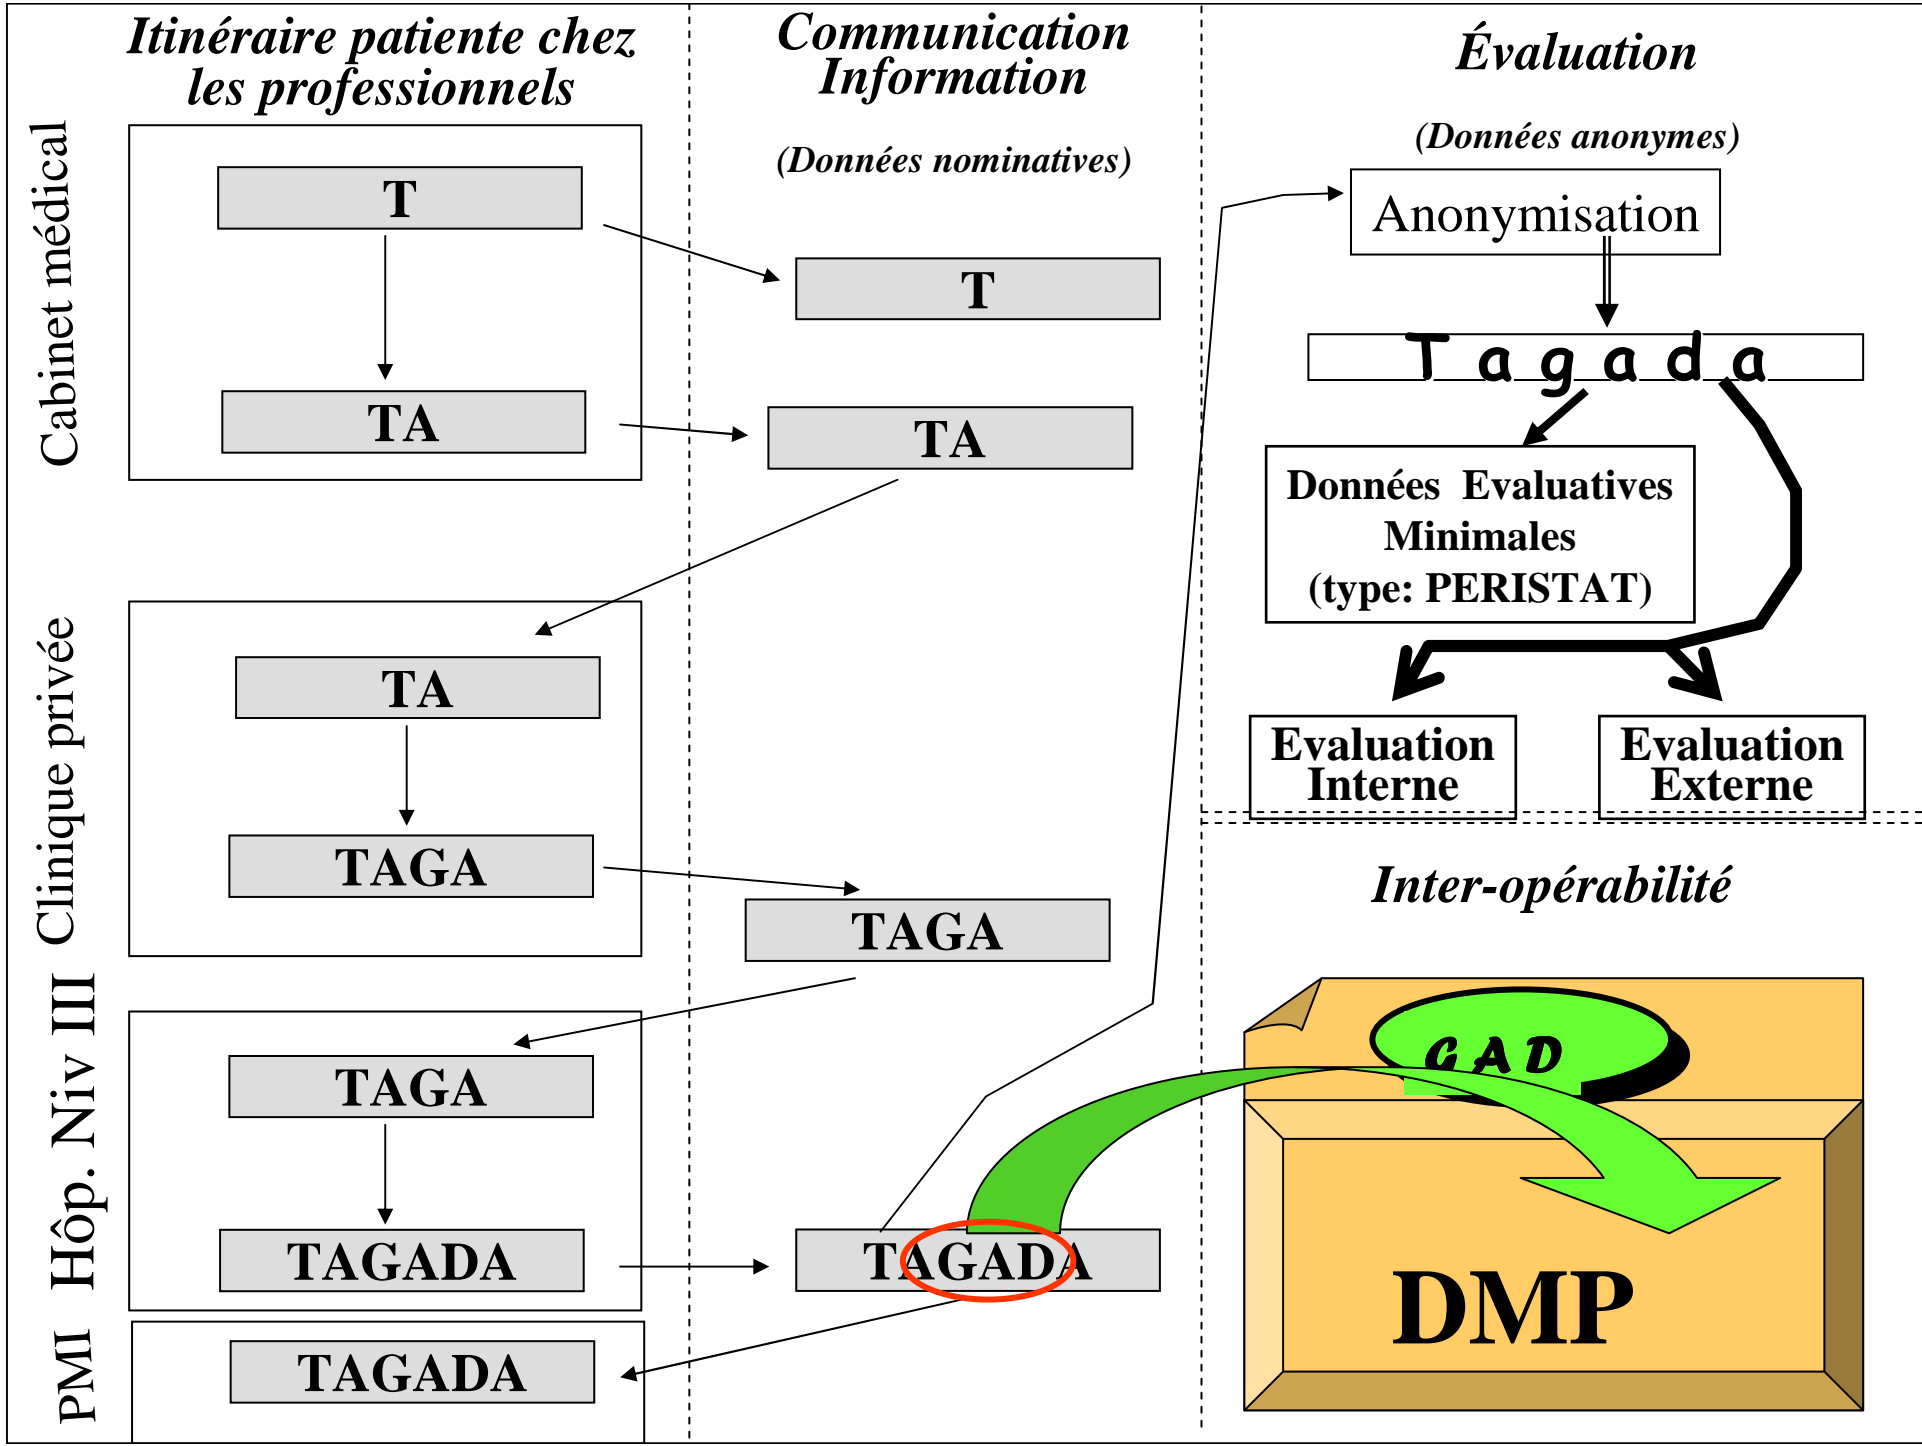 Itinéraire patiente chez
les professionnels
Cabinet médical
T
TA
Clinique privée
TA
TAGA
Hôp. Niv III
TAGA
TAGADA
PMI
TAGADA
Communication
Information
(Données nominatives)
T
TA
TAGA
TAGADA
Évaluation
(Données anonymes)
Anonymisation
T a g a d a
Données Evaluatives
Minimales
(type: PERISTAT)
Evaluation
Interne
Evaluation
Externe
Inter-opérabilité
G A D
DMP